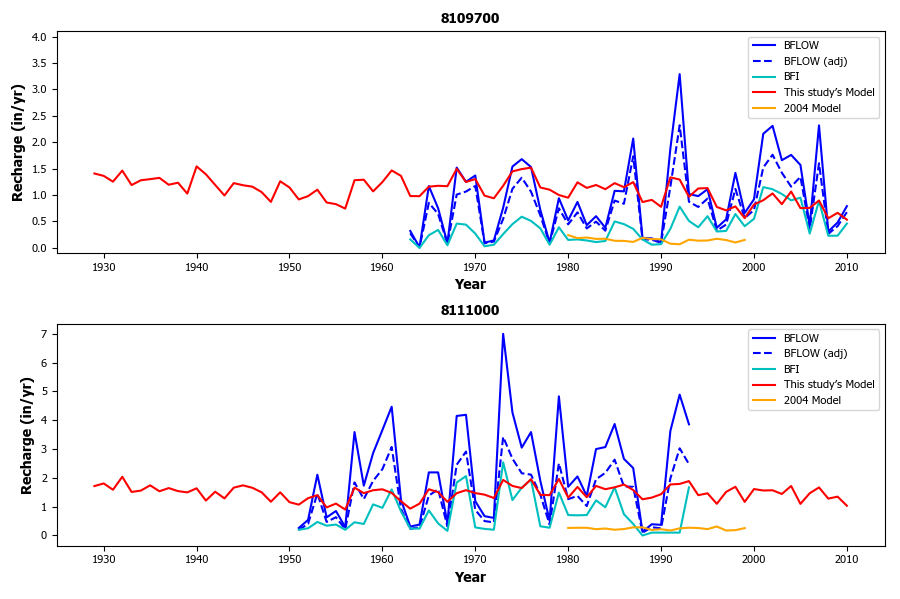 8109700
4.0
3.5
3.0
2.5
2.0
1.5
1.0
0.5
0.0
Recharge (in/yr)
BFLOW
BFLOW (adj)
BFI
This study's Model
2004 Model
1930 1940 1950 1960 1970 1980 1990 2000 2010
Year
8111000
7
6
5
4
3
2
1
0
Recharge (in/yr)
BFLOW
BFLOW (adj)
BFI
This study's Model
2004 Model
1930 1940 1950 1960 1970 1980 1990 2000 2010
Year